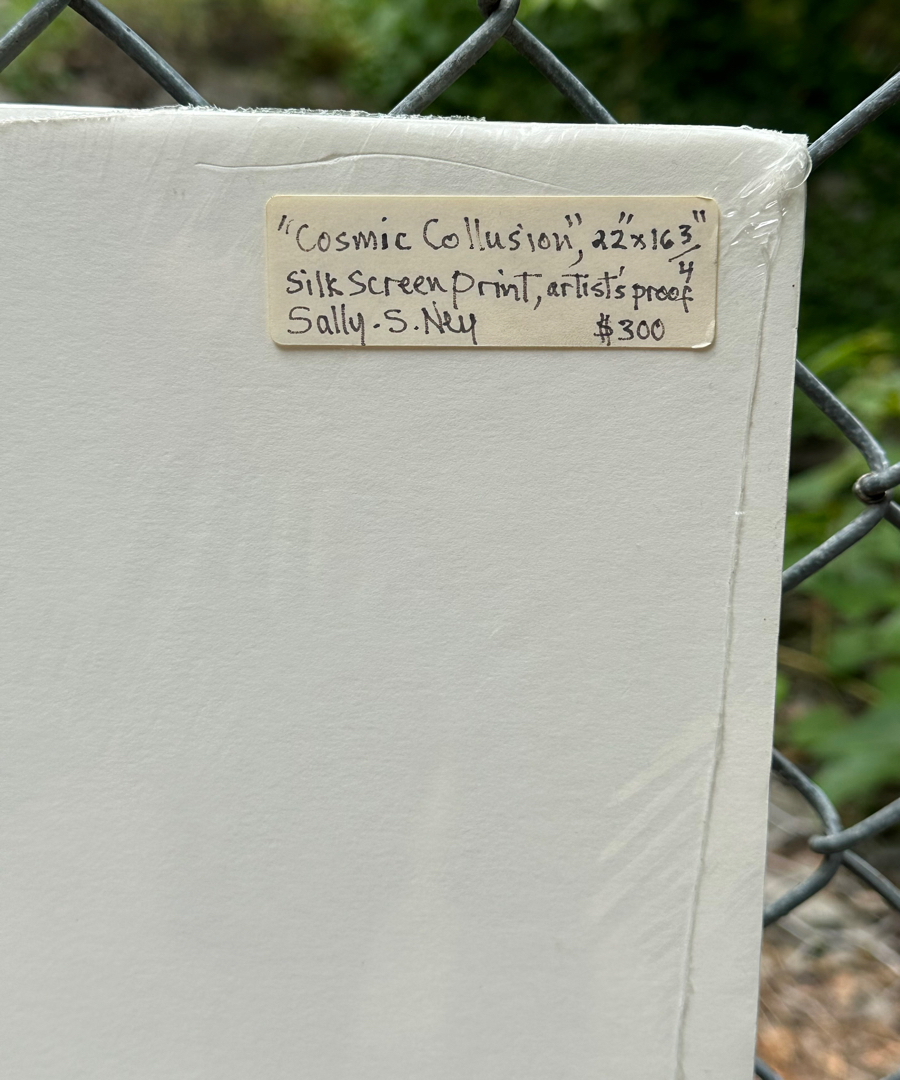 "Cosmic Collusion", 22"x16 3/4"
Silk Screen Print, artist's proof
Sally. S. Ney $300